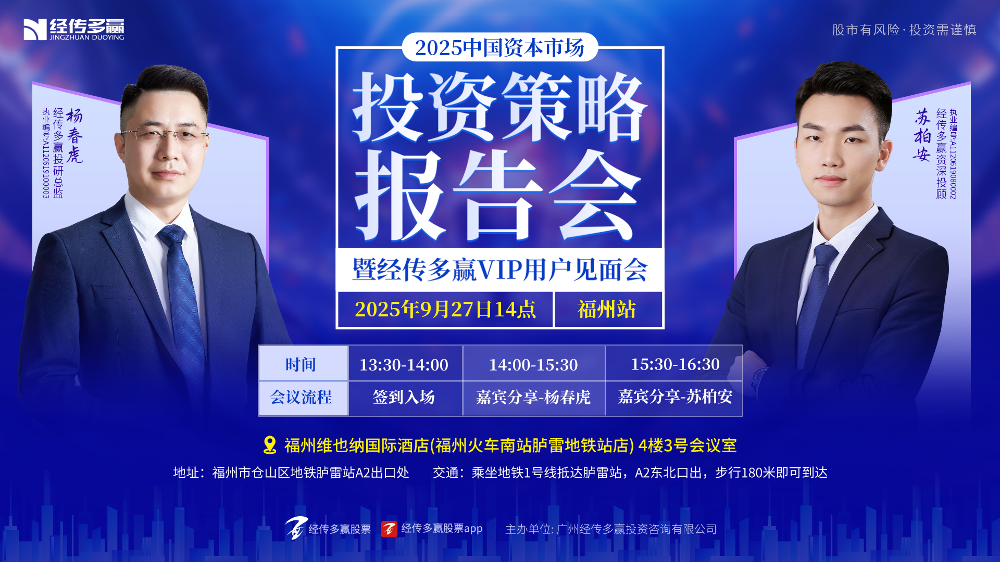 经传多赢
JINGZHUAN DUOYING
股市有风险·投资需谨慎
2025中国资本市场
投资策略
报告会
暨经传多赢VIP用户见面会
2025年9月27日14点
福州站
杨春虎
经传多赢投研总监
执业编号:A1120619100003
苏柏安
经传多赢资深投顾
执业编号:A1120619080002
时间 13:30-14:00 14:00-15:30 15:30-16:30
会议流程 签到入场 嘉宾分享-杨春虎 嘉宾分享-苏柏安
福州维也纳国际酒店(福州火车南站胪雷地铁站店) 4楼3号会议室
地址：福州市仓山区地铁胪雷站A2出口处 交通：乘坐地铁1号线抵达胪雷站，A2东北口出，步行180米即可到达
经传多赢股票 经传多赢股票app 主办单位: 广州经传多赢投资咨询有限公司